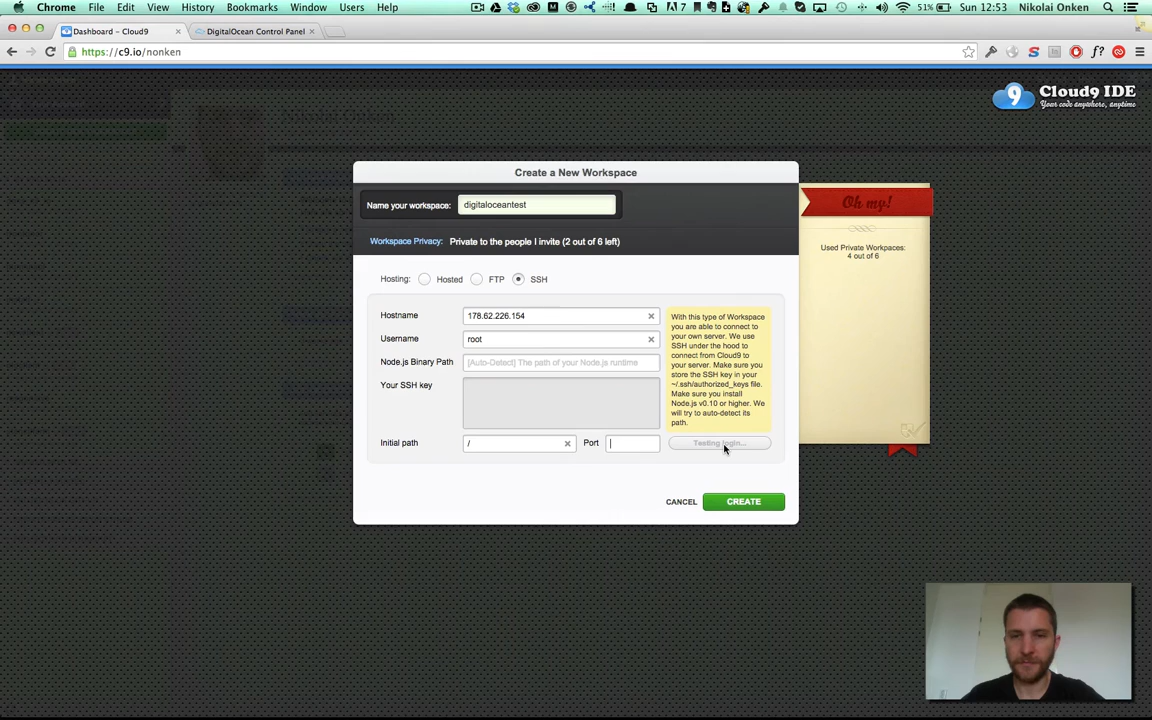 Chrome File Edit View History Bookmarks Window Users Help 7 51% Sun 12:53 Nikolai Onken
Dashboard – Cloud9 DigitalOcean Control Panel
https://c9.io/nonken
9 Cloud9 IDE
Your code anywhere, anytime
Create a New Workspace
Name your workspace: digitaloceantest
Workspace Privacy: Private to the people I invite (2 out of 6 left)
Oh my!
Used Private Workpaces:
4 out of 6
Hosting: Hosted FTP SSH
Hostname 178.62.226.154
Username root
Node.js Binary Path [Auto-Detect] The path of your Node.js runtime
Your SSH key
With this type of Workspace
you are able to connect to
your own server. We use
SSH under the hood to
connect from Cloud9 to
your server. Make sure you
store the SSH key in your
~/.ssh/authorized_keys file.
Make sure you install
Node.js v0.10 or higher. We
will try to auto-detect its
path.
Initial path / Port Testing login...
CANCEL CREATE